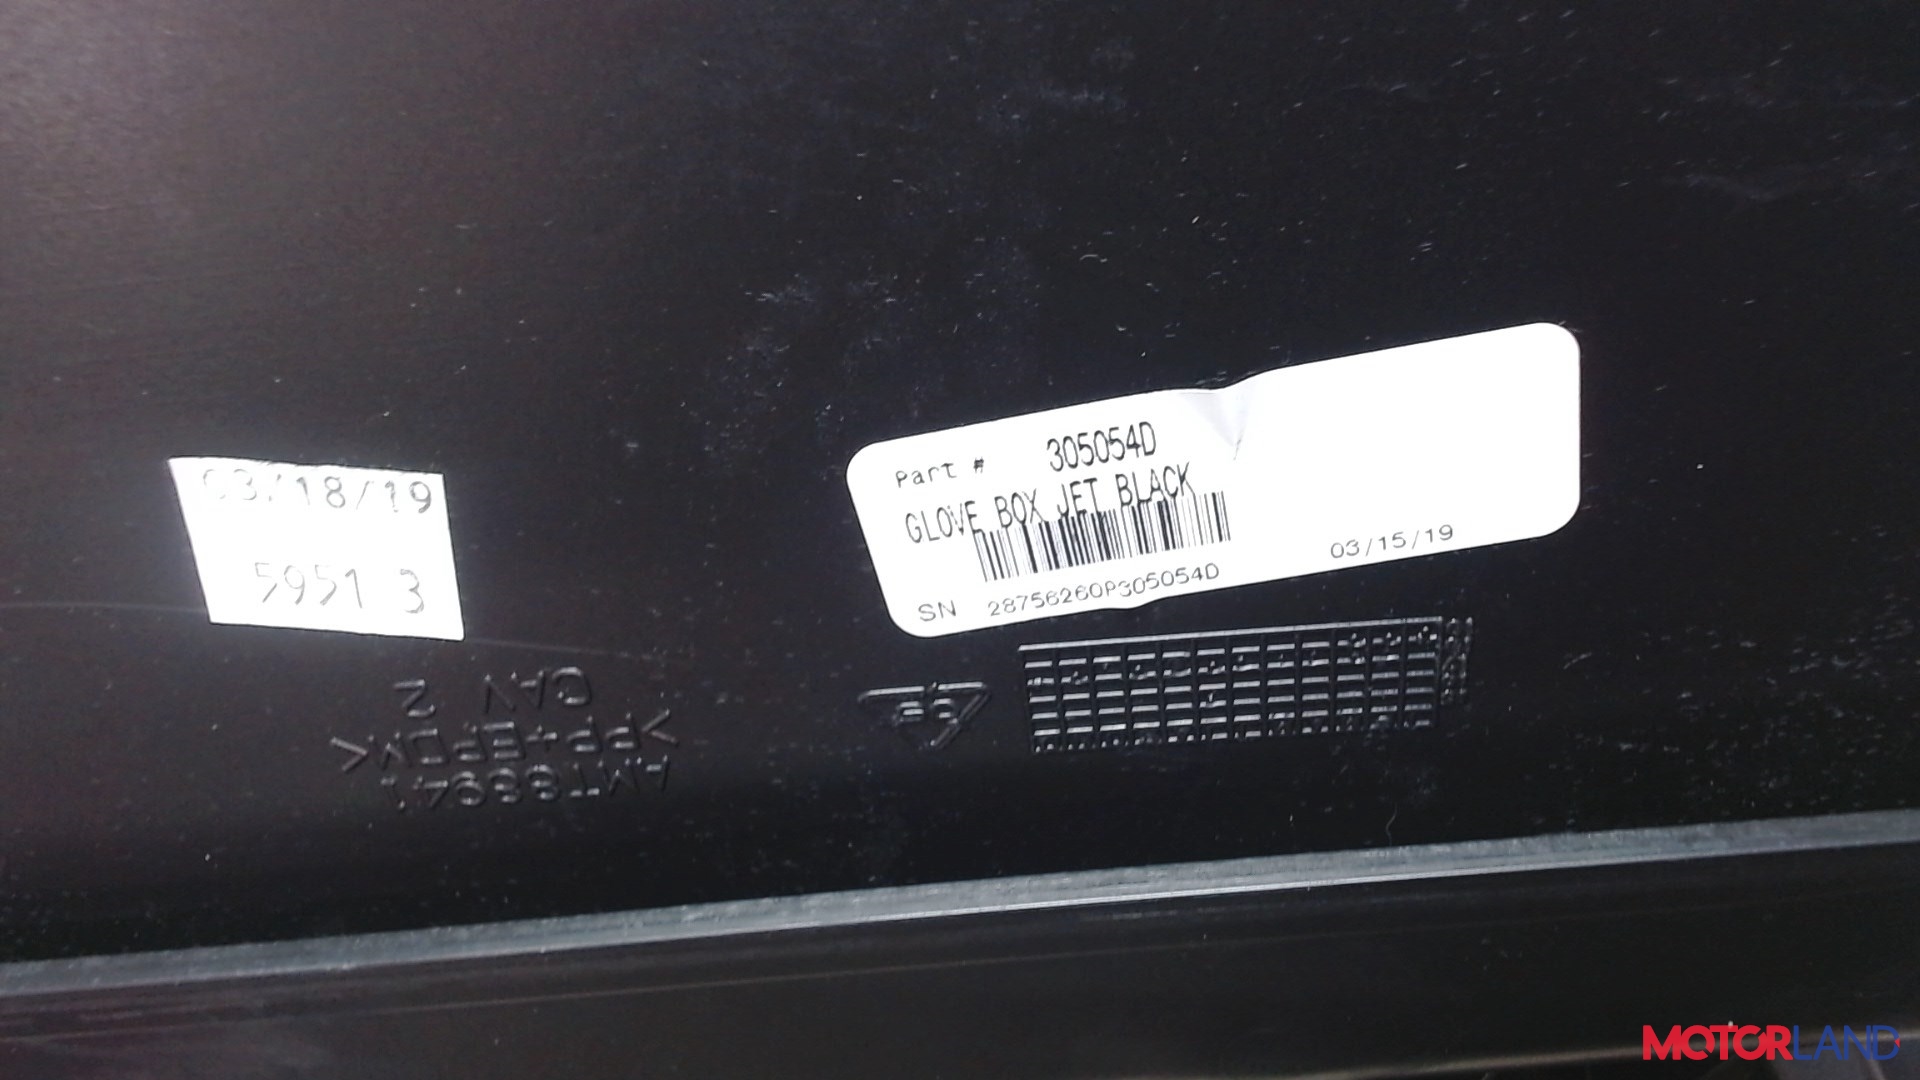 03/18/19
5951 3
Part # 305054D
GLOVE BOX JET BLACK
SN 28756260P305054D
03/15/19
CAV 2
>PP+EPDM<
MOTORLAND